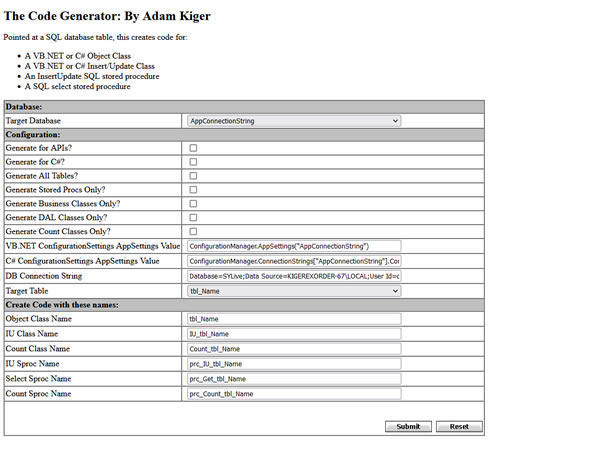 The Code Generator: By Adam Kiger
Pointed at a SQL database table, this creates code for:
A VB.NET or C# Object Class
A VB.NET or C# Insert/Update Class
An InsertUpdate SQL stored procedure
A SQL select stored procedure
Database:
Target Database AppConnectionString
Configuration:
Generate for APIs?
Generate for C#?
Generate All Tables?
Generate Stored Procs Only?
Generate Business Classes Only?
Generate DAL Classes Only?
Generate Count Classes Only?
VB.NET ConfigurationSettings AppSettings Value ConfigurationManager.AppSettings("AppConnectionString")
C# ConfigurationSettings AppSettings Value ConfigurationManager.ConnectionStrings["AppConnectionString"].Con
DB Connection String Database=SYLive;Data Source=KIGEREXORDER-67\LOCAL;User Id=c
Target Table tbl_Name
Create Code with these names:
Object Class Name tbl_Name
IU Class Name IU_tbl_Name
Count Class Name Count_tbl_Name
IU Sproc Name prc_IU_tbl_Name
Select Sproc Name prc_Get_tbl_Name
Count Sproc Name prc_Count_tbl_Name
Submit Reset